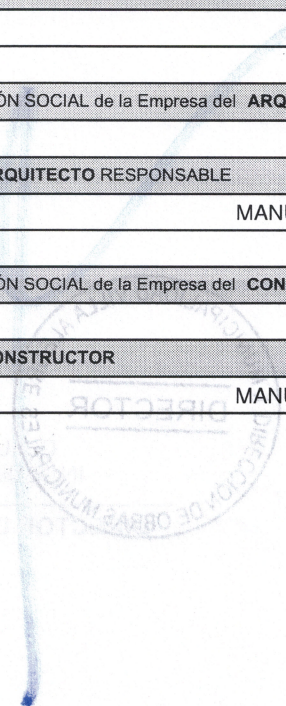 ÓN SOCIAL de la Empresa del ARQ
RQUITECTO RESPONSABLE
MANU
ÓN SOCIAL de la Empresa del CON
ONSTRUCTOR
MANU
DIRECTOR
DIRECCIÓN DE OBRAS MUNICIPALES